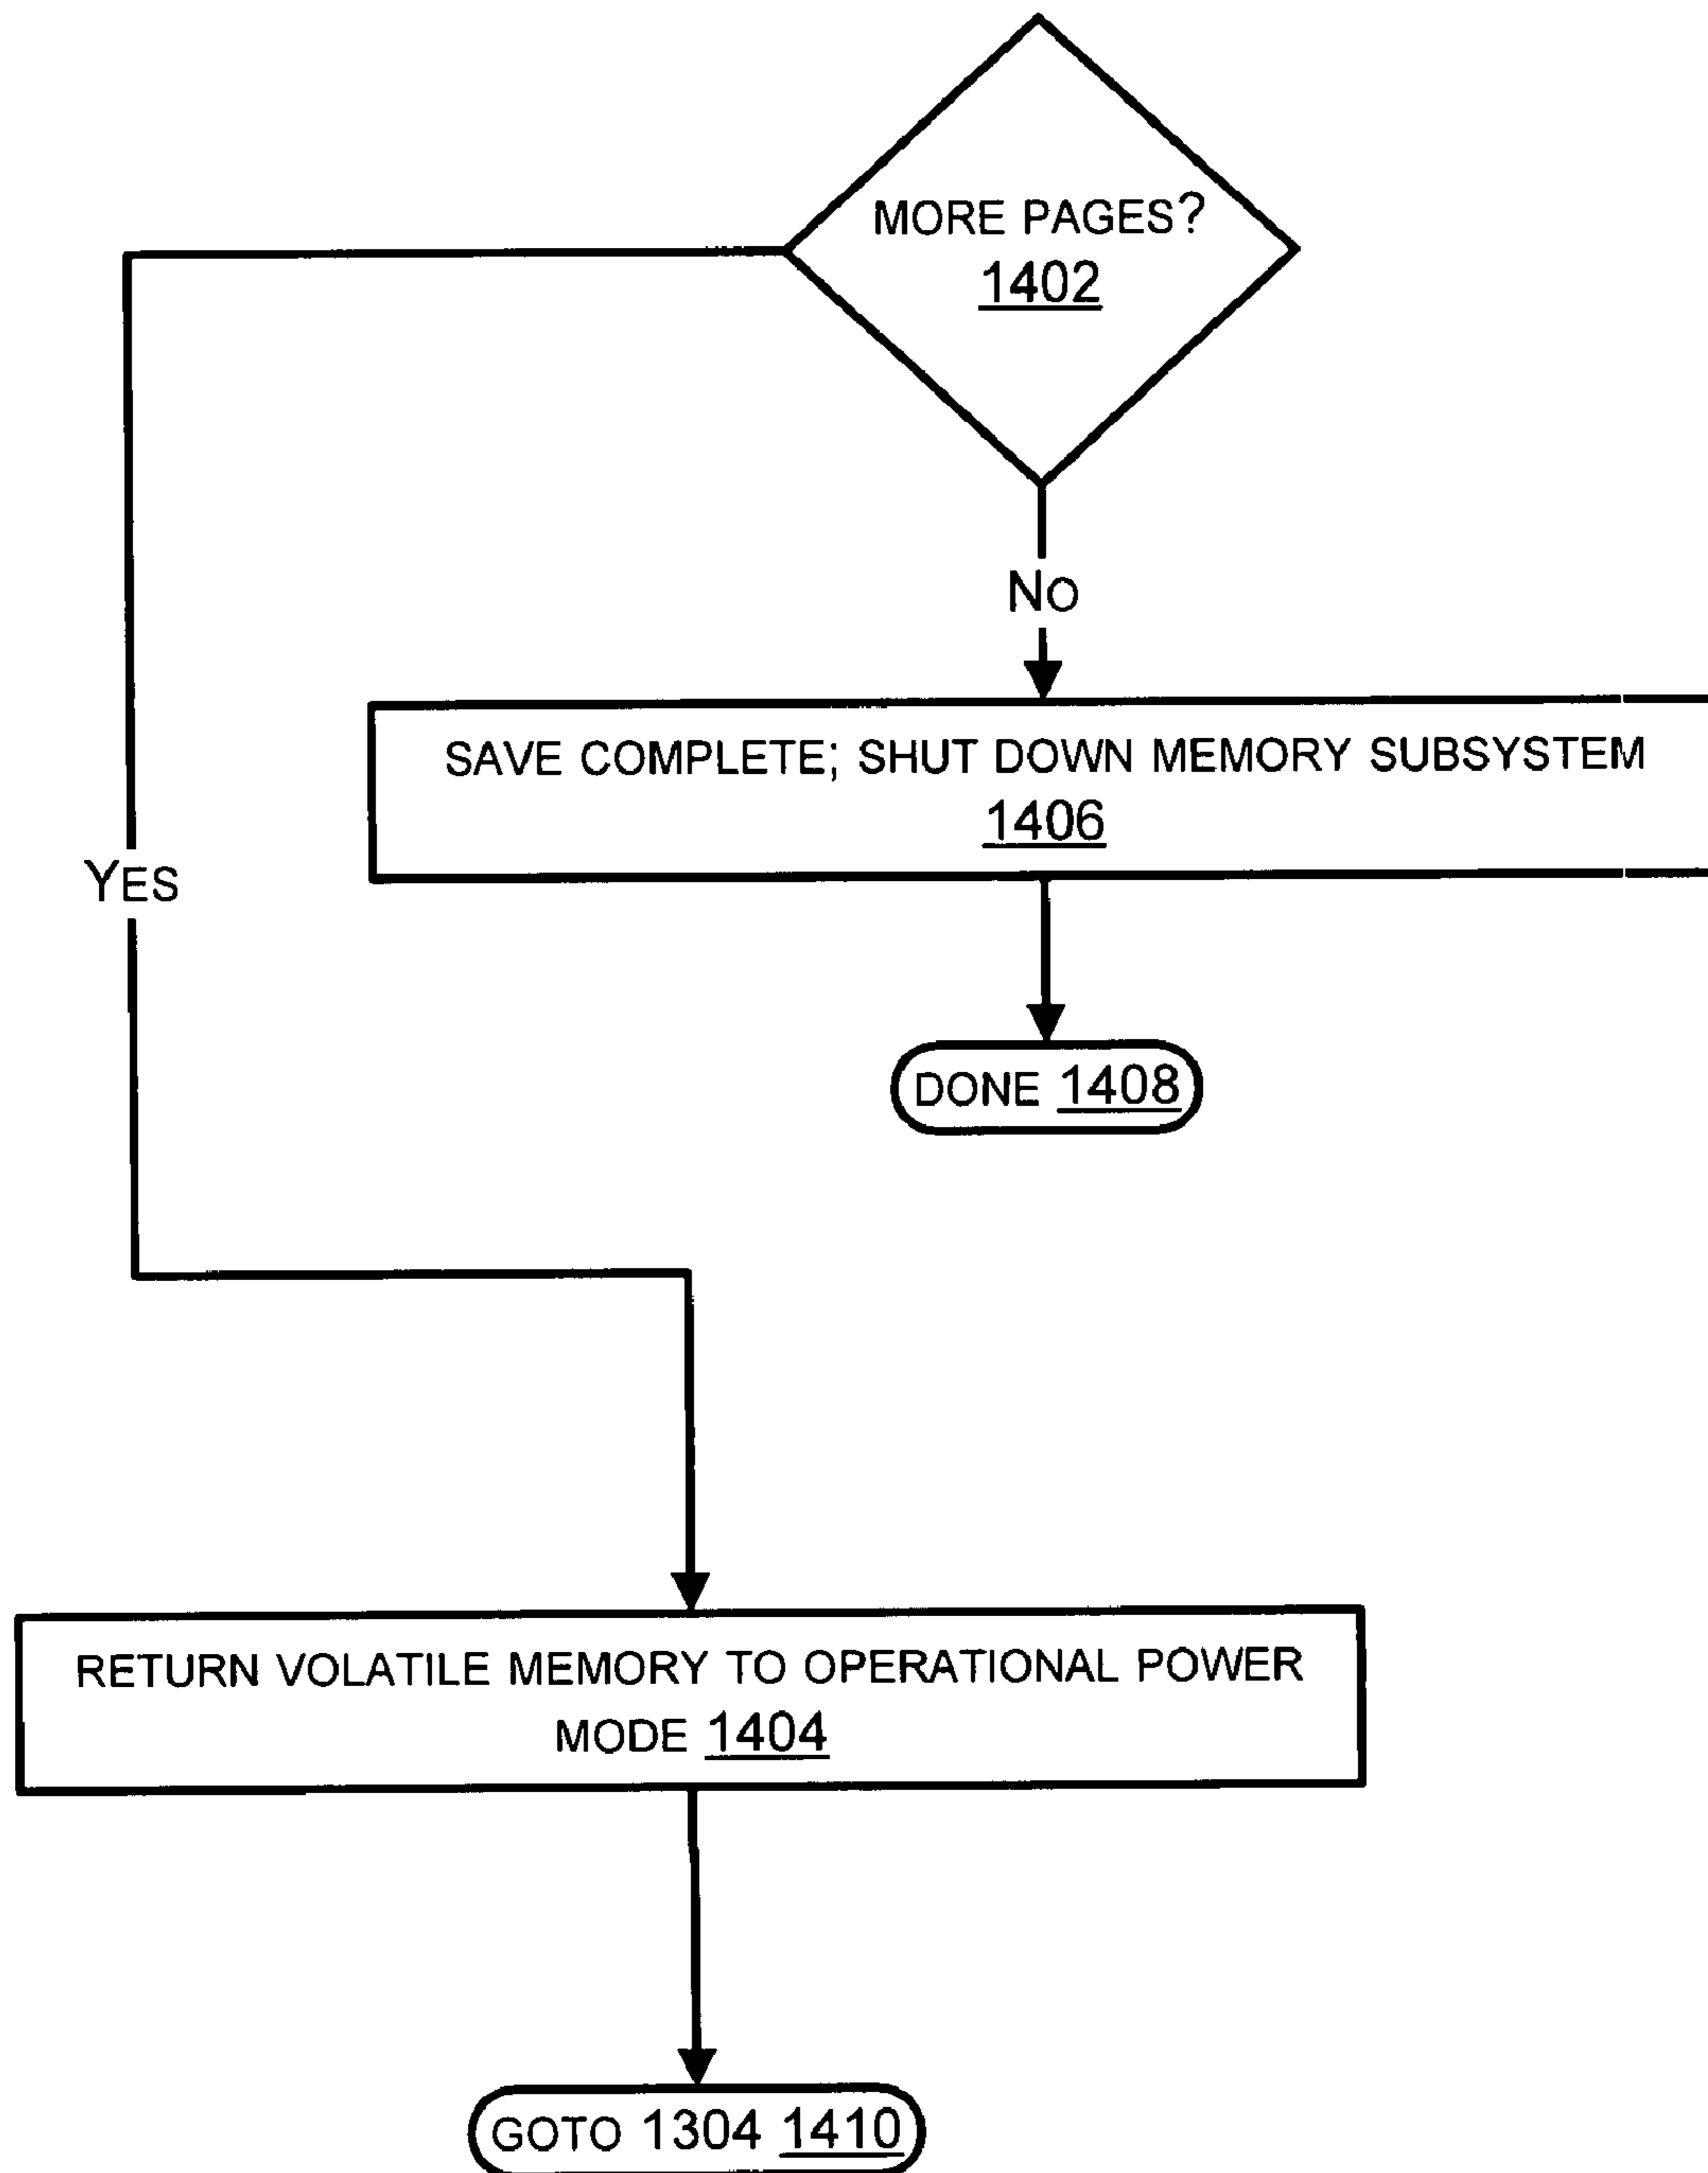 MORE PAGES?
1402
NO
SAVE COMPLETE; SHUT DOWN MEMORY SUBSYSTEM
1406
YES
DONE 1408
RETURN VOLATILE MEMORY TO OPERATIONAL POWER
MODE 1404
GOTO 1304 1410